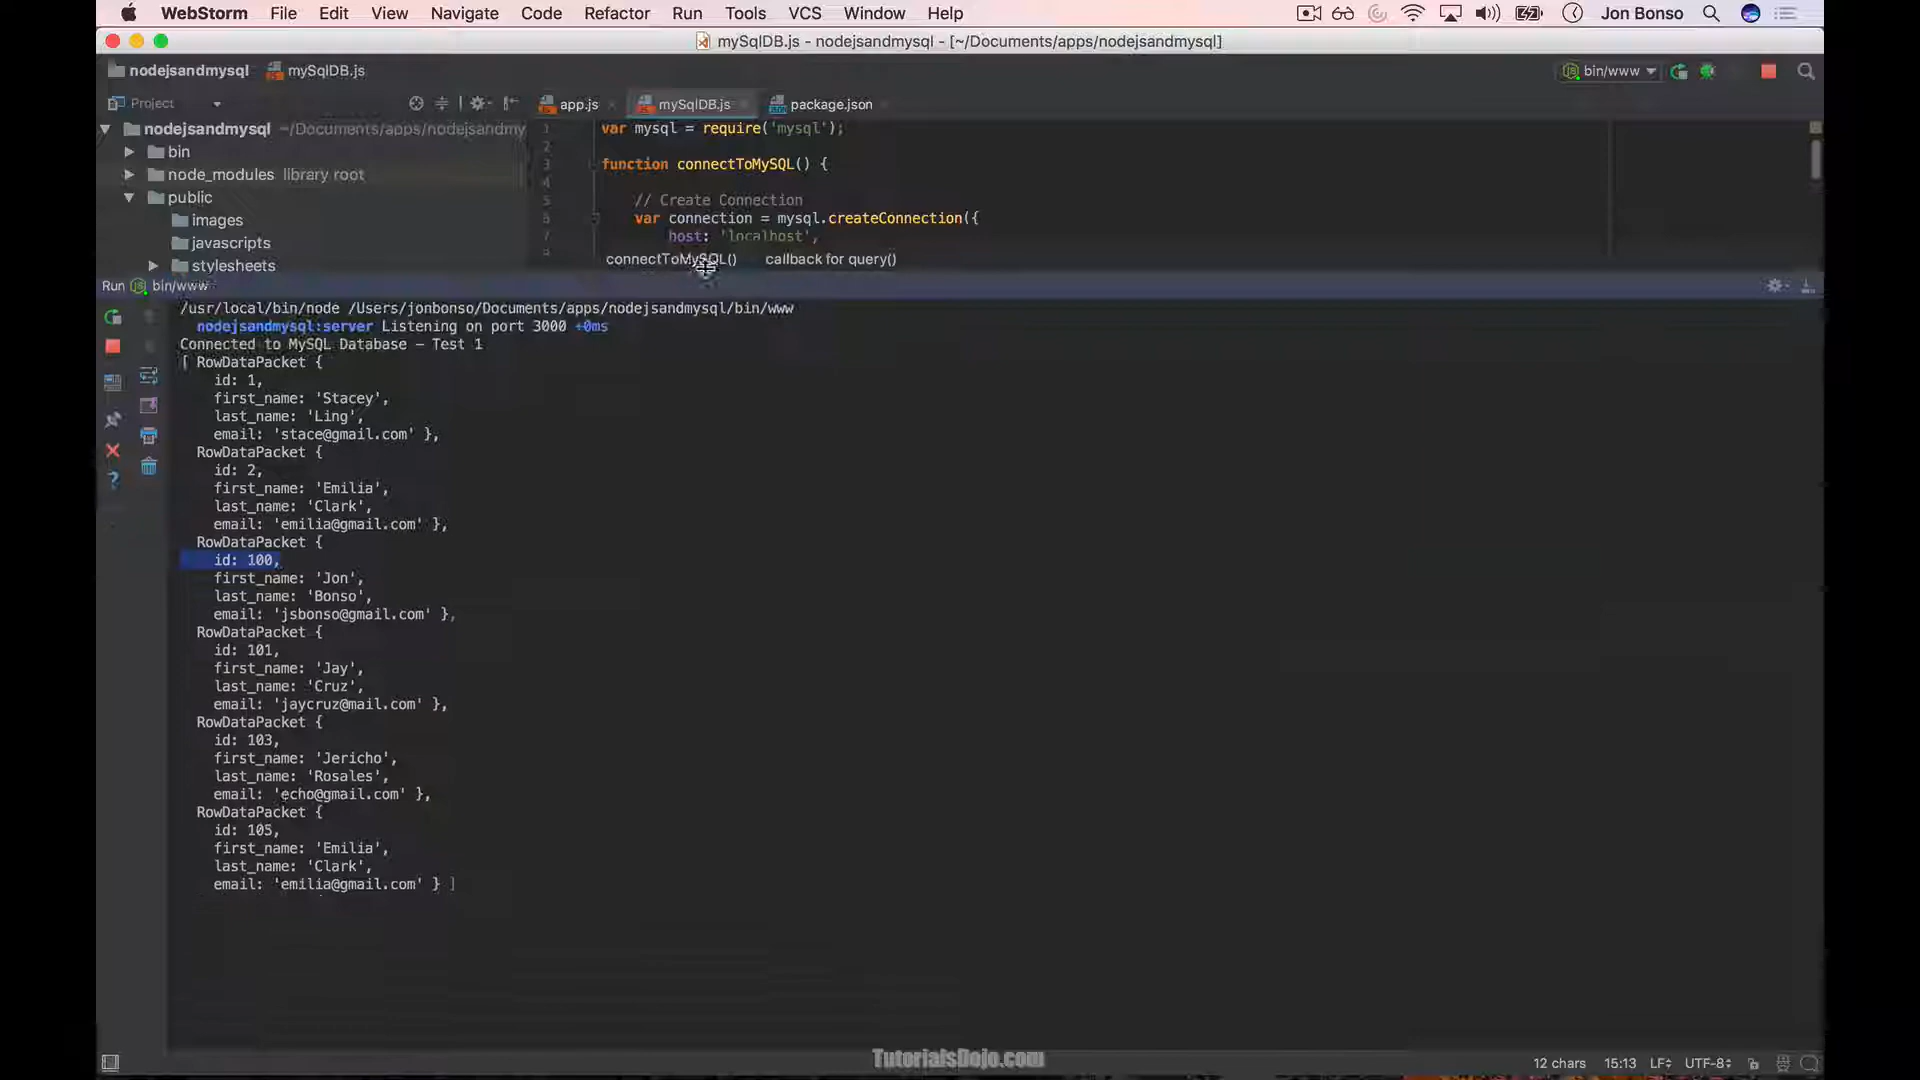 WebStorm File Edit View Navigate Code Refactor Run Tools VCS Window Help Jon Bonso
mySqlDB.js - nodejsandmysql - [~/Documents/apps/nodejsandmysql]
nodejsandmysql mySqlDB.js bin/www
Project app.js mySqlDB.js package.json
nodejsandmysql ~/Documents/apps/nodejsandmy
1 var mysql = require('mysql');
bin
2
node_modules library root
3 function connectToMySQL() {
4
public
5 // Create Connection
images
6 var connection = mysql.createConnection({
javascripts
7 host: 'localhost',
8
stylesheets
connectToMySQL() callback for query()
Run bin/www
/usr/local/bin/node /Users/jonbonso/Documents/apps/nodejsandmysql/bin/www
nodejsandmysql:server Listening on port 3000 +0ms
Connected to MySQL Database – Test 1
[ RowDataPacket {
id: 1,
first_name: 'Stacey',
last_name: 'Ling',
email: 'stace@gmail.com' },
RowDataPacket {
id: 2,
first_name: 'Emilia',
last_name: 'Clark',
email: 'emilia@gmail.com' },
RowDataPacket {
id: 100,
first_name: 'Jon',
last_name: 'Bonso',
email: 'jsbonso@gmail.com' },
RowDataPacket {
id: 101,
first_name: 'Jay',
last_name: 'Cruz',
email: 'jaycruz@mail.com' },
RowDataPacket {
id: 103,
first_name: 'Jericho',
last_name: 'Rosales',
email: 'echo@gmail.com' },
RowDataPacket {
id: 105,
first_name: 'Emilia',
last_name: 'Clark',
email: 'emilia@gmail.com' } ]
TutorialsDojo.com
12 chars 15:13 LF UTF-8